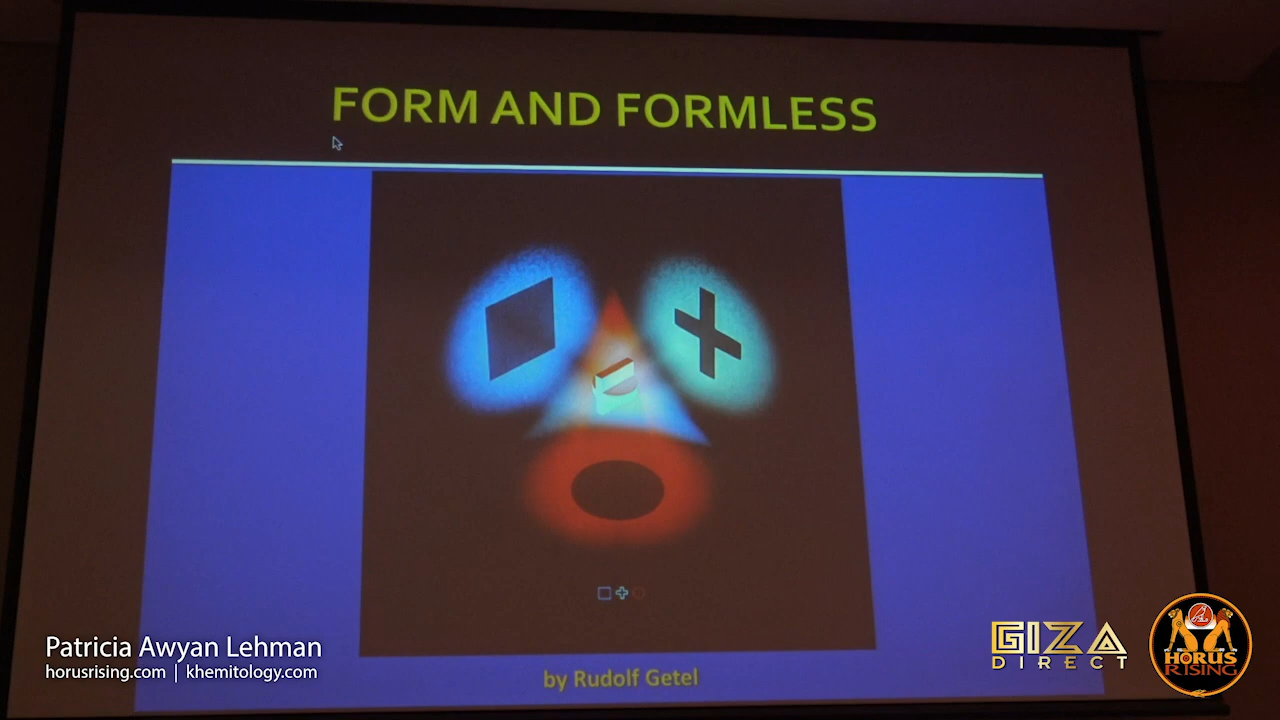 FORM AND FORMLESS
by Rudolf Getel
Patricia Awyan Lehman
horusrising.com | khemitology.com
GIZA
DIRECT
HORUS
RISING